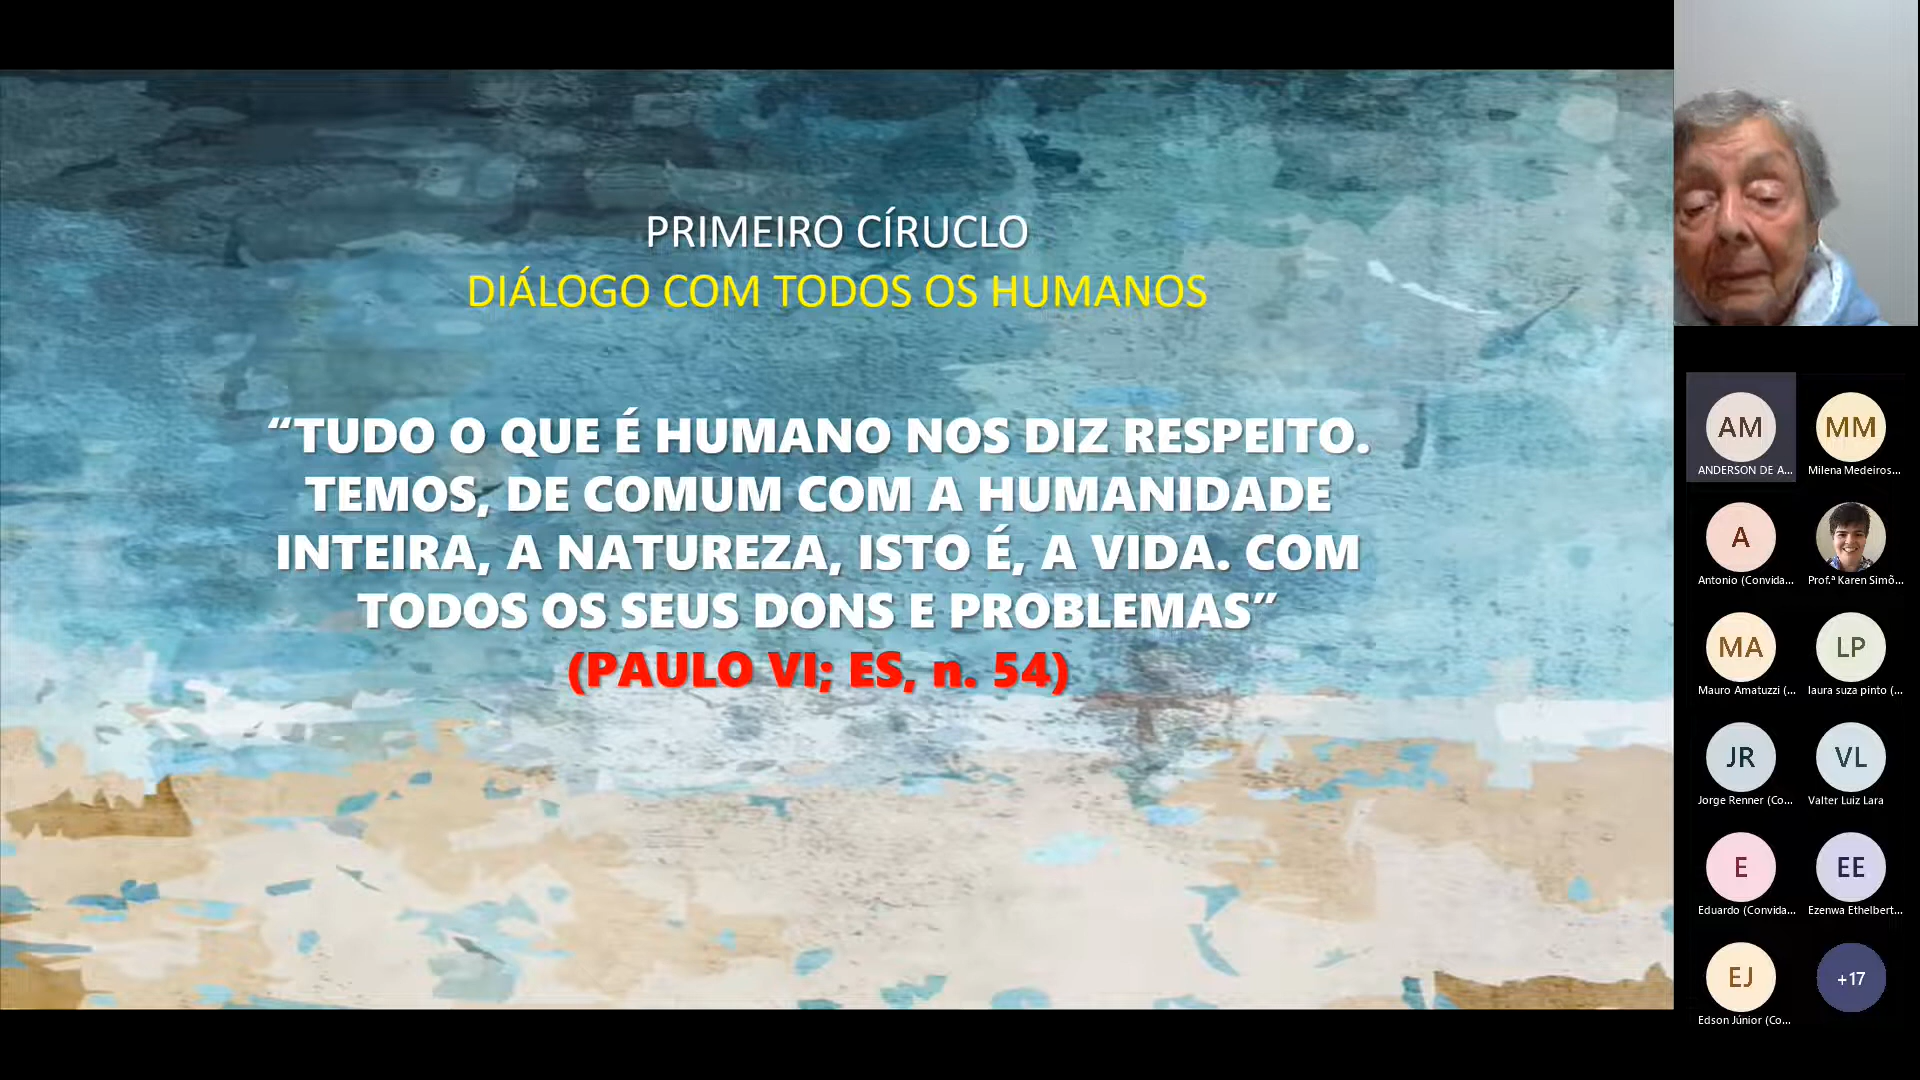 PRIMEIRO CÍRUCLO
DIÁLOGO COM TODOS OS HUMANOS
“TUDO O QUE É HUMANO NOS DIZ RESPEITO.
TEMOS, DE COMUM COM A HUMANIDADE
INTEIRA, A NATUREZA, ISTO É, A VIDA. COM
TODOS OS SEUS DONS E PROBLEMAS”
(PAULO VI; ES, n. 54)
AM
MM
ANDERSON DE A...
Milena Medeiros...
A
Antonio (Convida...
Prof.ª Karen Simõ...
MA
LP
Mauro Amatuzzi (...
laura suza pinto (...
JR
VL
Jorge Renner (Co...
Valter Luiz Lara
E
EE
Eduardo (Convida...
Ezenwa Ethelbert...
EJ
+17
Edson Júnior (Co...